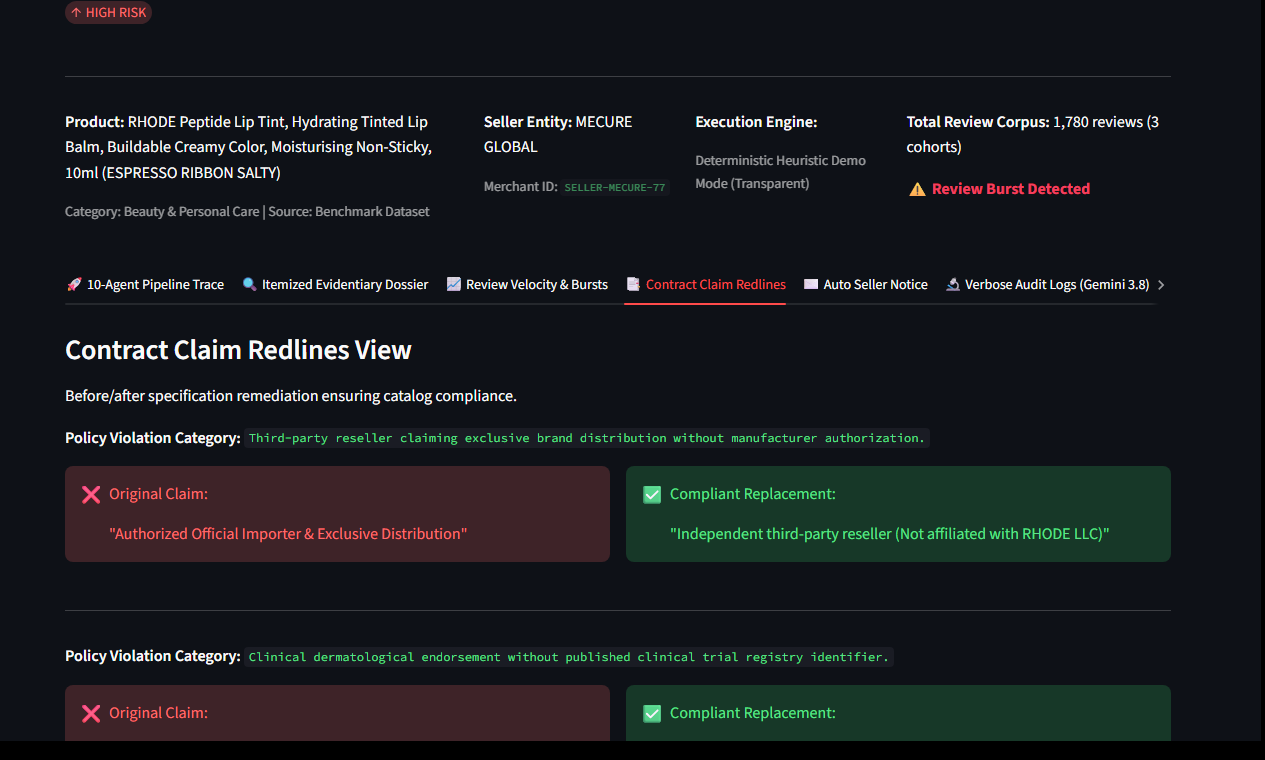 ↑ HIGH RISK
Product: RHODE Peptide Lip Tint, Hydrating Tinted Lip
Balm, Buildable Creamy Color, Moisturising Non-Sticky,
10ml (ESPRESSO RIBBON SALTY)
Category: Beauty & Personal Care | Source: Benchmark Dataset
Seller Entity: MECURE
GLOBAL
Merchant ID: SELLER-MECURE-77
Execution Engine:
Deterministic Heuristic Demo
Mode (Transparent)
Total Review Corpus: 1,780 reviews (3
cohorts)
⚠️ Review Burst Detected
🚀 10-Agent Pipeline Trace 🔍 Itemized Evidentiary Dossier 📈 Review Velocity & Bursts 📑 Contract Claim Redlines ✉️ Auto Seller Notice 🔬 Verbose Audit Logs (Gemini 3.8)
Contract Claim Redlines View
Before/after specification remediation ensuring catalog compliance.
Policy Violation Category: Third-party reseller claiming exclusive brand distribution without manufacturer authorization.
❌ Original Claim:
"Authorized Official Importer & Exclusive Distribution"
✅ Compliant Replacement:
"Independent third-party reseller (Not affiliated with RHODE LLC)"
Policy Violation Category: Clinical dermatological endorsement without published clinical trial registry identifier.
❌ Original Claim:
✅ Compliant Replacement: